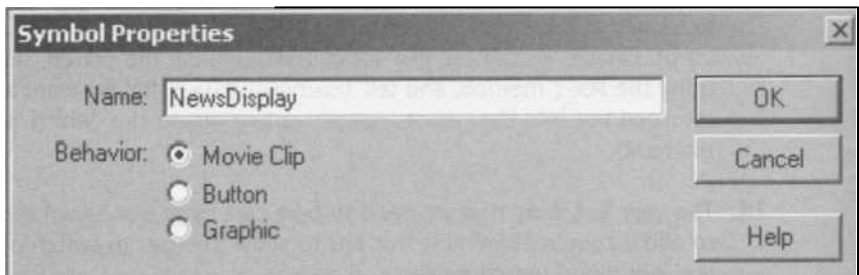 Symbol Properties
Name: NewsDisplay
OK
Behavior: Movie Clip
Cancel
Button
Graphic
Help